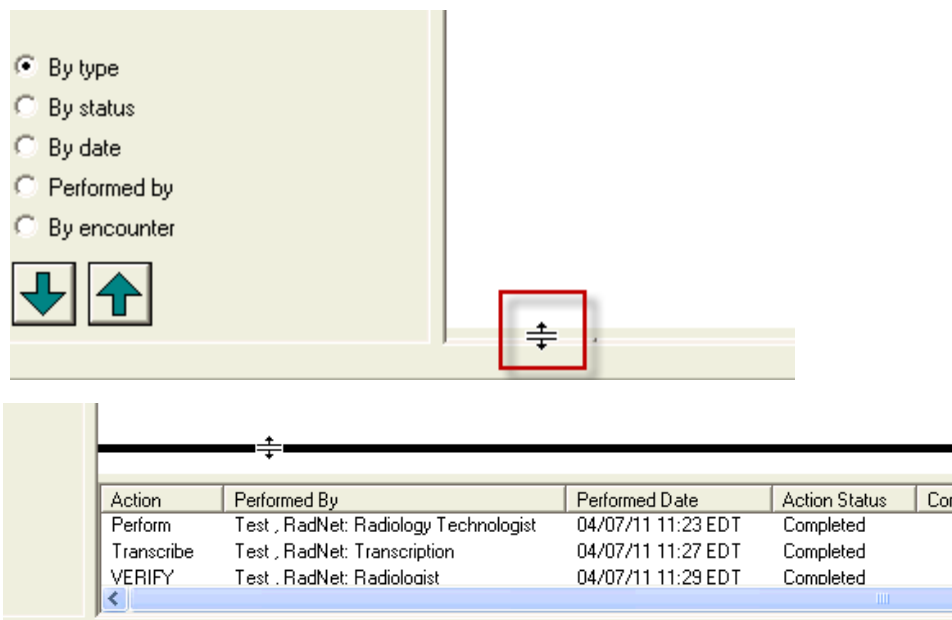 By type
By status
By date
Performed by
By encounter
Action Performed By Performed Date Action Status Cor
Perform Test , RadNet: Radiology Technologist 04/07/11 11:23 EDT Completed
Transcribe Test , RadNet: Transcription 04/07/11 11:27 EDT Completed
VERIFY Test , RadNet: Radiologist 04/07/11 11:29 EDT Completed